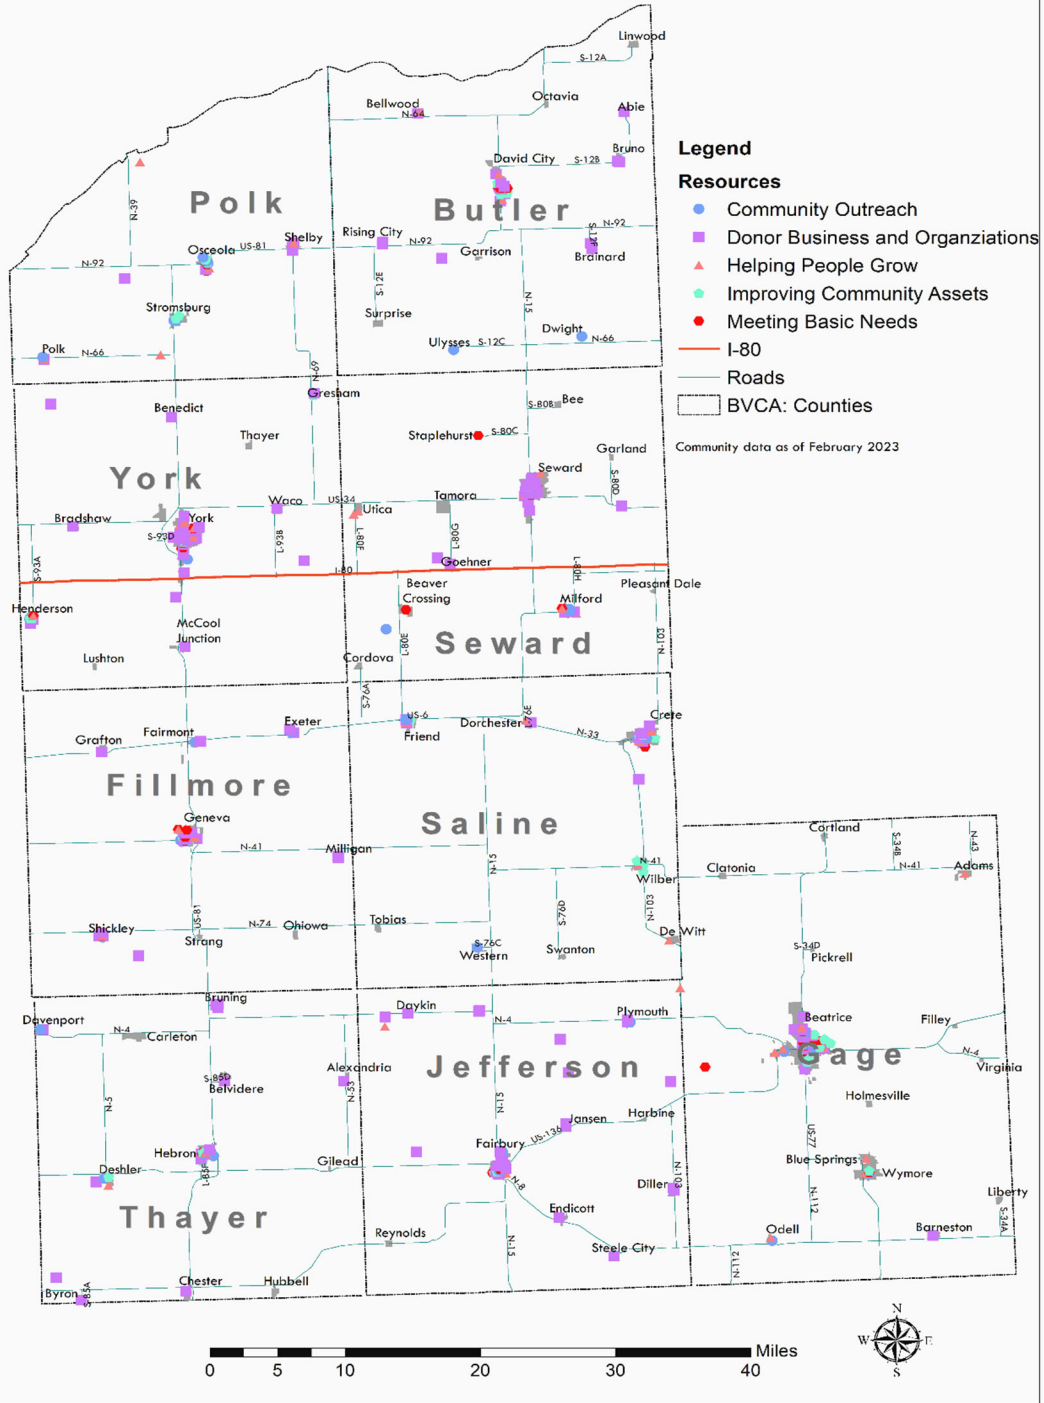 Linwood
S-12A
Octavia
Bellwood
N-64
Abie
Bruno
David City
S-12B
Legend
Resources
Community Outreach
Donor Business and Organziations
Helping People Grow
Improving Community Assets
Meeting Basic Needs
I-80
Roads
BVCA: Counties
Community data as of February 2023
N-39
Polk
Butler
Rising City
N-92
N-92
S-12F
Shelby
US-81
Osceola
N-92
Garrison
Brainard
S-12E
Stromsburg
Surprise
N-15
Dwight
Ulysses
S-12C
N-66
Polk
N-66
N-69
Gresham
Benedict
S-80B
Bee
Thayer
Staplehurst
S-80C
Garland
York
Seward
S-80D
Waco
US-34
Tamora
Utica
Bradshaw
York
S-93D
L-93B
L-80F
L-80G
Goehner
S-93A
I-80
L-80H
Pleasant Dale
Beaver
Crossing
Milford
Henderson
McCool
Junction
Seward
N-103
L-80E
Lushton
Cordova
S-76A
US-6
Friend
Dorchester
S-76E
Crete
N-33
Exeter
Fairmont
Grafton
Fillmore
Saline
Geneva
N-41
Milligan
N-15
N-41
Wilber
Clatonia
Cortland
S-34B
N-43
N-41
Adams
Shickley
US-81
N-74
Ohiowa
Tobias
Strang
S-76D
N-103
De Witt
S-76C
Western
Swanton
S-34D
Pickrell
Bruning
Davenport
N-4
Carleton
Daykin
N-4
Plymouth
Beatrice
Filley
Gage
N-4
Virginia
Jefferson
Alexandria
S-85D
Belvidere
N-53
N-5
N-15
Holmesville
Harbine
Jansen
US-136
Fairbury
US-77
Hebron
Gilead
Deshler
L-85F
N-8
Blue Springs
Wymore
N-103
Diller
N-112
Liberty
S-34A
Thayer
Endicott
Reynolds
N-15
Steele City
Odell
Barneston
N-112
Chester
Hubbell
Byron
S-85A
N
W
E
S
Miles
0
5
10
20
30
40